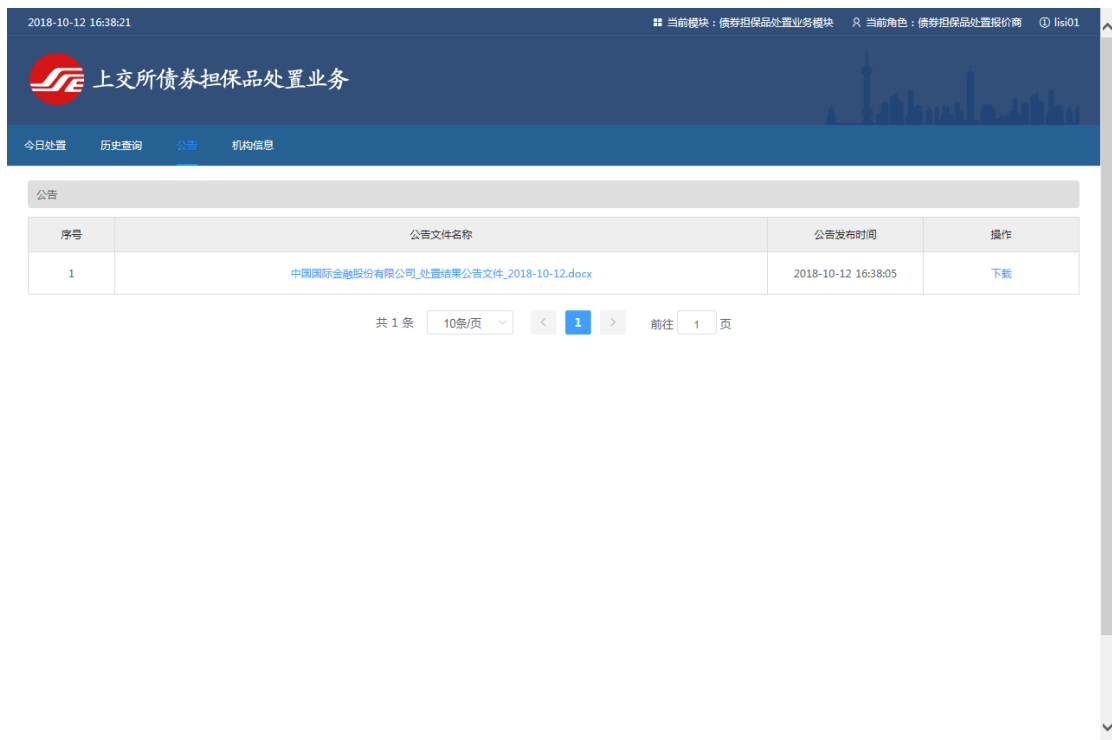 2018-10-12 16:38:21 当前模块：债券担保品处置业务模块 当前角色：债券担保品处置报价商 lisi01
上交所债券担保品处置业务
今日处置 历史查询 公告 机构信息
公告
序号 公告文件名称 公告发布时间 操作
1 中国国际金融股份有限公司_处置结果公告文件_2018-10-12.docx 2018-10-12 16:38:05 下载
共 1 条 10条/页 < 1 > 前往 1 页